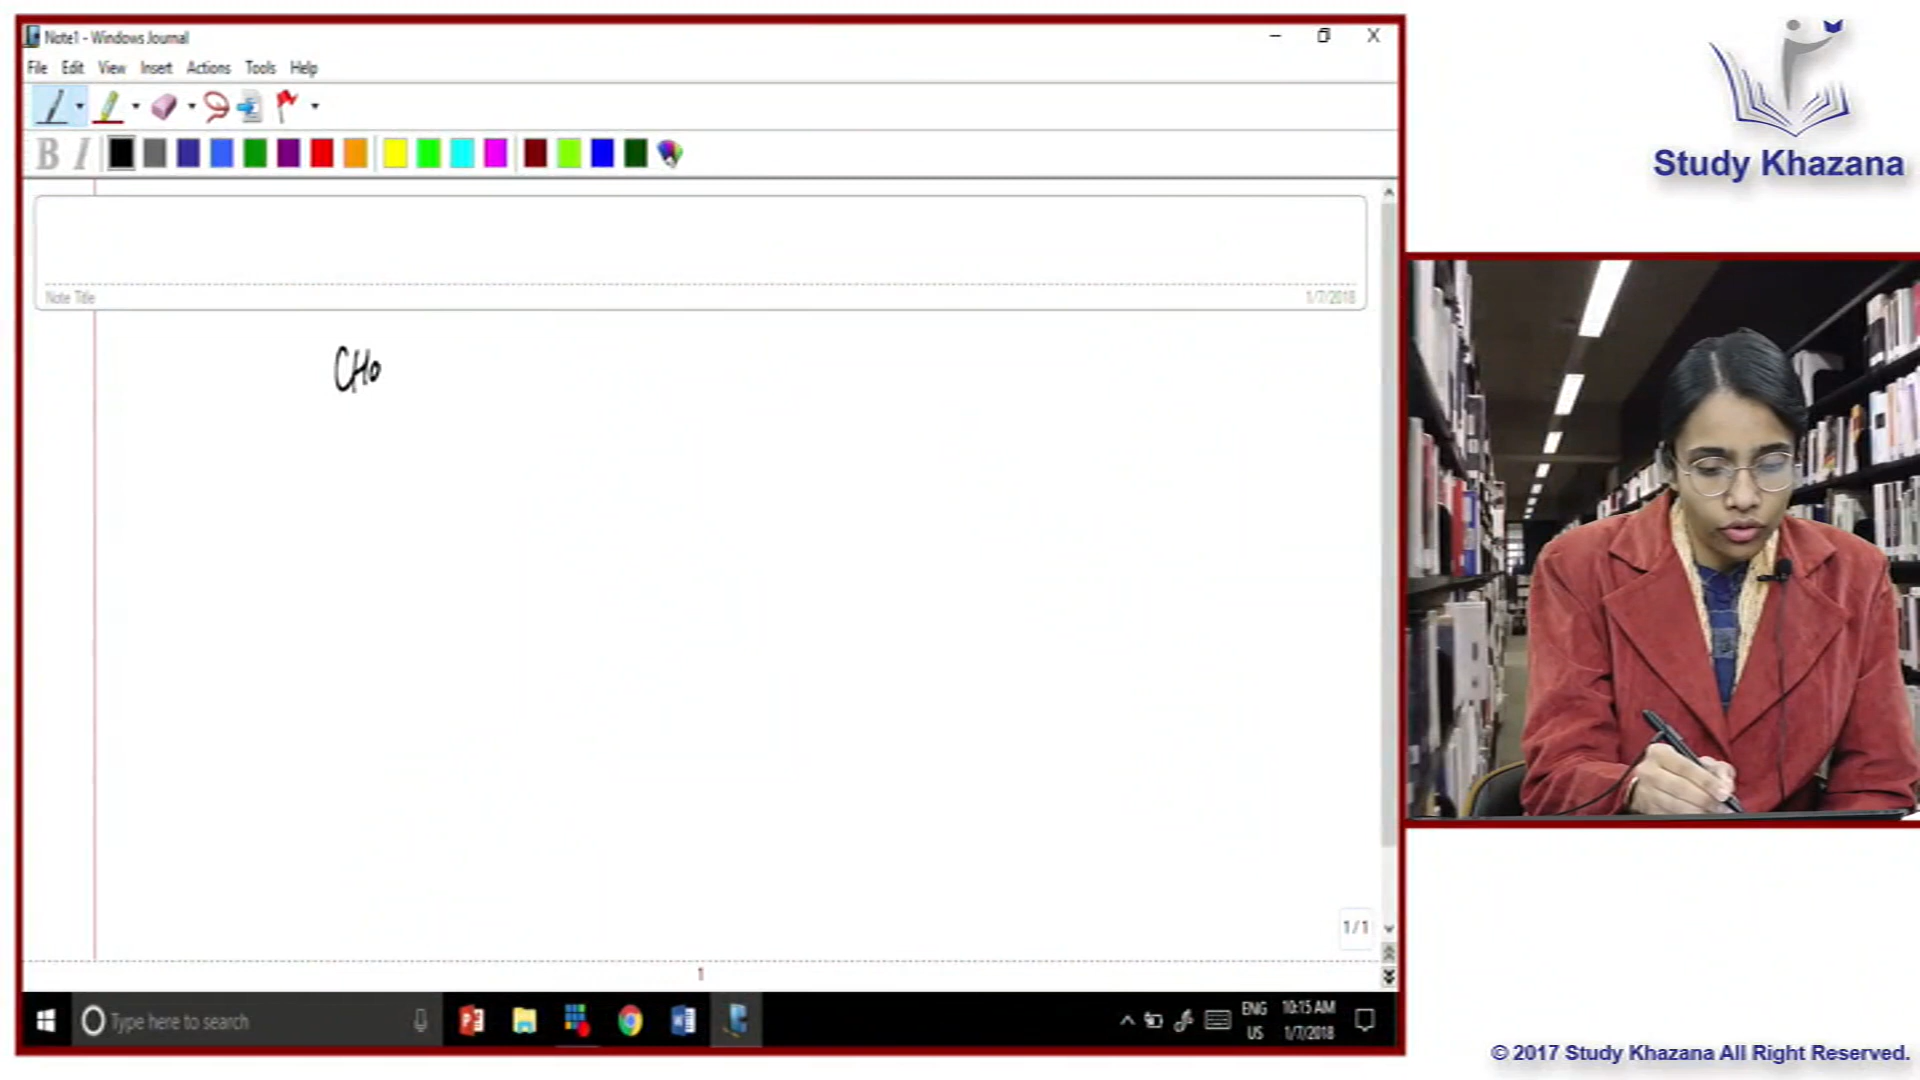 Note1 - Windows Journal
File Edit View Insert Actions Tools Help
B I
Note Title
1/7/2018
CHO
1 / 1
1
Type here to search
ENG
US
10:15 AM
1/7/2018
Study Khazana
© 2017 Study Khazana All Right Reserved.